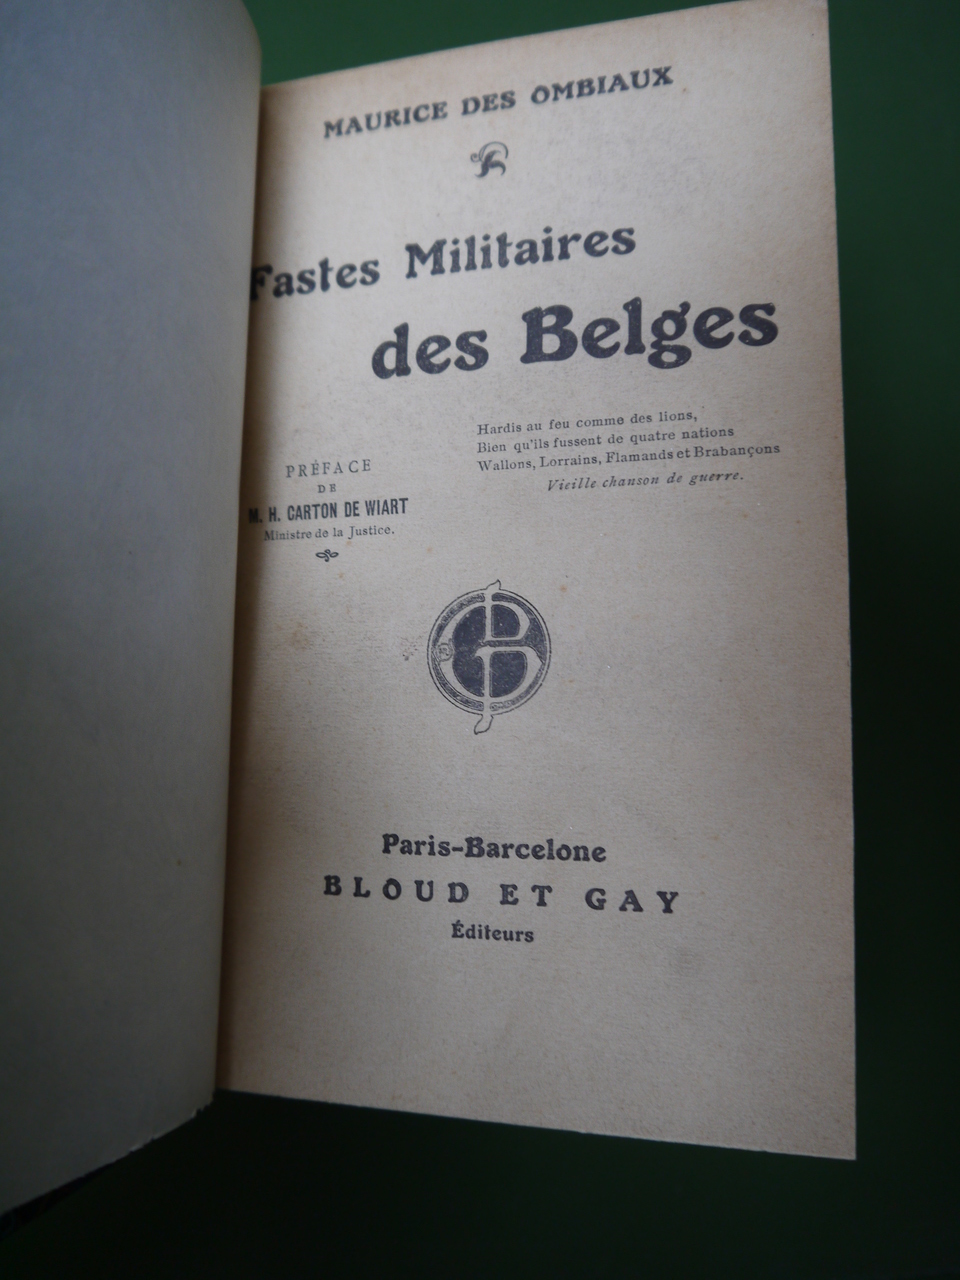 MAURICE DES OMBIAUX
Fastes Militaires
des Belges
Hardis au feu comme des lions,
Bien qu'ils fussent de quatre nations
Wallons, Lorrains, Flamands et Brabançons
Vieille chanson de guerre.
PRÉFACE
DE
M. H. CARTON DE WIART
Ministre de la Justice.
GB
Paris-Barcelone
BLOUD ET GAY
Éditeurs